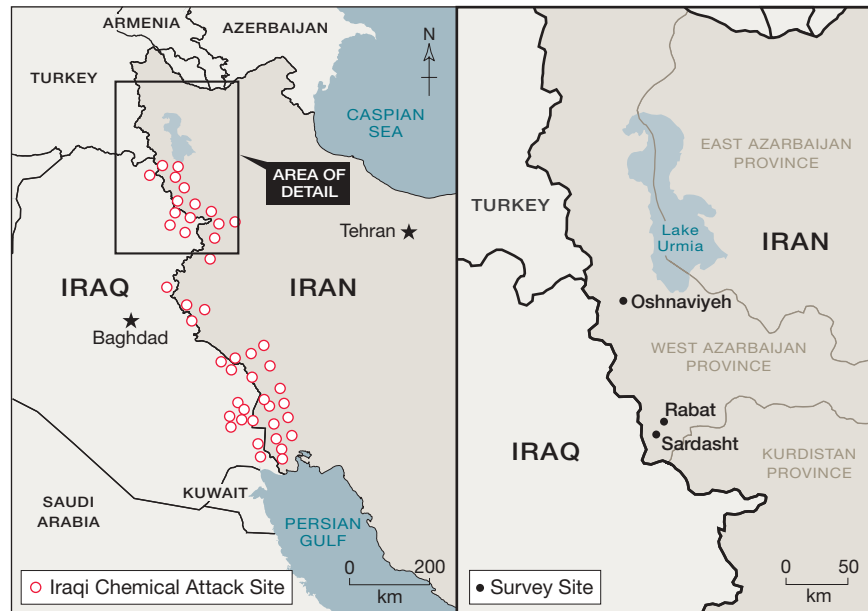 ARMENIA
AZERBAIJAN
TURKEY
N
CASPIAN
SEA
AREA OF
DETAIL
Tehran
IRAQ
IRAN
Baghdad
SAUDI
ARABIA
KUWAIT
PERSIAN
GULF
0 200
km
Iraqi Chemical Attack Site
EAST AZARBAIJAN
PROVINCE
TURKEY
Lake
Urmia
IRAN
Oshnaviyeh
WEST AZARBAIJAN
PROVINCE
Rabat
Sardasht
IRAQ
KURDISTAN
PROVINCE
0 50
km
Survey Site